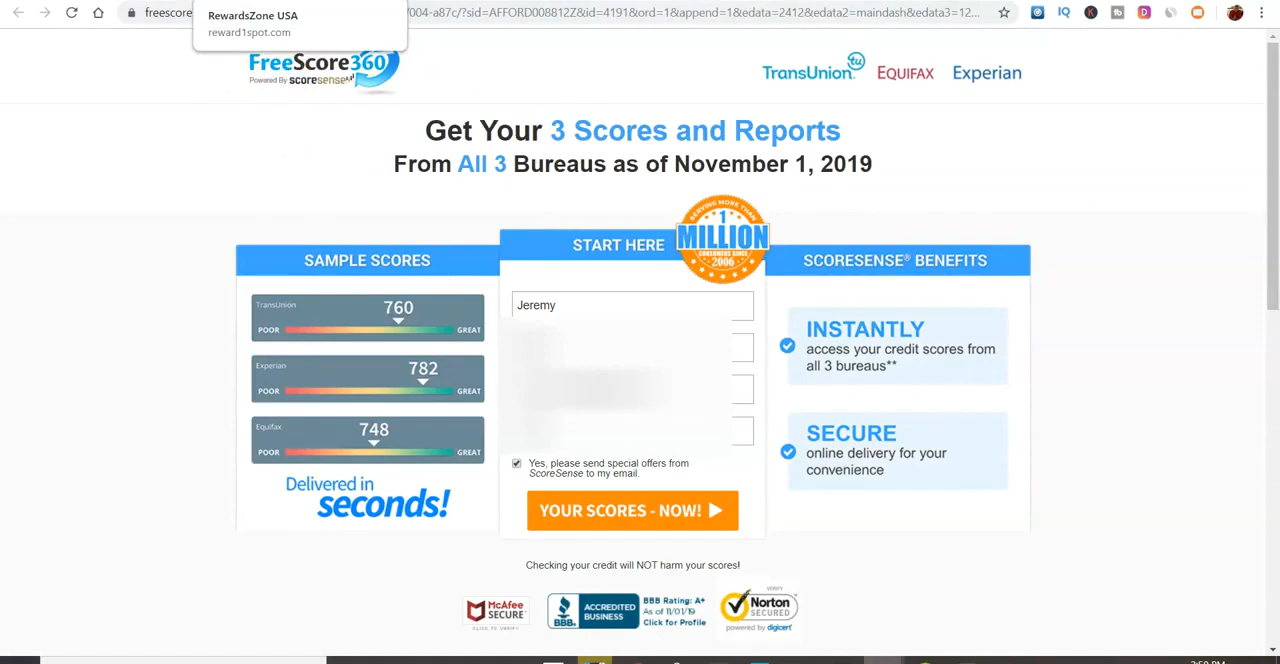 RewardsZone USA
reward1spot.com
freescore
/004-a87c/?sid=AFFORD008812Z&id=4191&ord=1&append=1&edata=2412&edata2=maindash&edata3=12...
FreeScore360
Powered By scoresense
TransUnion tu EQUIFAX Experian
Get Your 3 Scores and Reports
From All 3 Bureaus as of November 1, 2019
SAMPLE SCORES
TransUnion
760
POOR GREAT
Experian
782
POOR GREAT
Equifax
748
POOR GREAT
Delivered in
seconds!
START HERE
SERVING MORE THAN
1
MILLION
CONSUMERS SINCE
2006
Jeremy
Yes, please send special offers from
ScoreSense to my email.
YOUR SCORES - NOW!
SCORESENSE® BENEFITS
INSTANTLY
access your credit scores from
all 3 bureaus**
SECURE
online delivery for your
convenience
Checking your credit will NOT harm your scores!
McAfee
SECURE
CLICK TO VERIFY
BBB.
ACCREDITED
BUSINESS
BBB Rating: A+
As of 11/01/19
Click for Profile
VERIFY
Norton
SECURED
powered by digicert